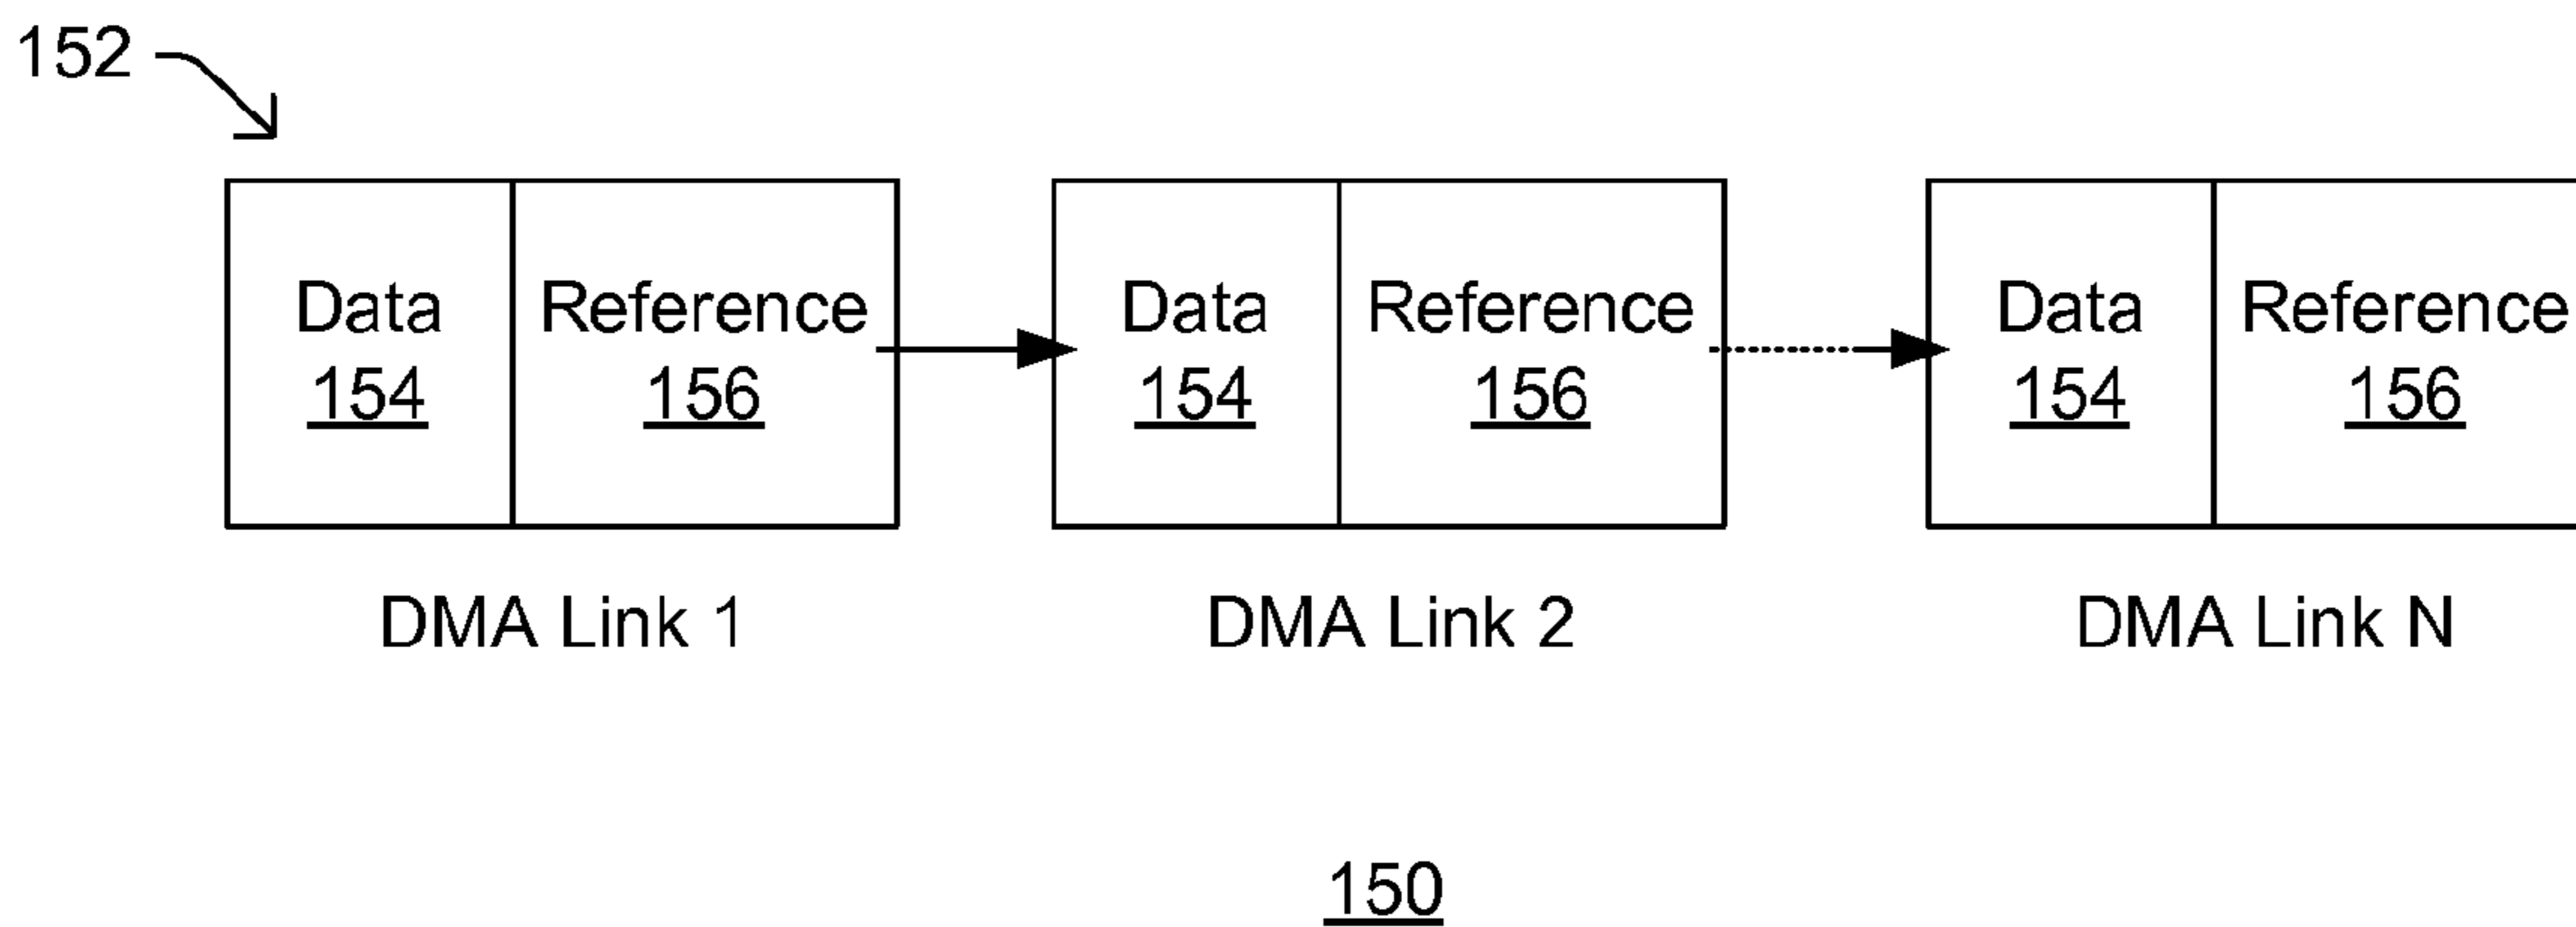 152
Data Reference Data Reference Data Reference
154 156 154 156 154 156
DMA Link 1 DMA Link 2 DMA Link N
150